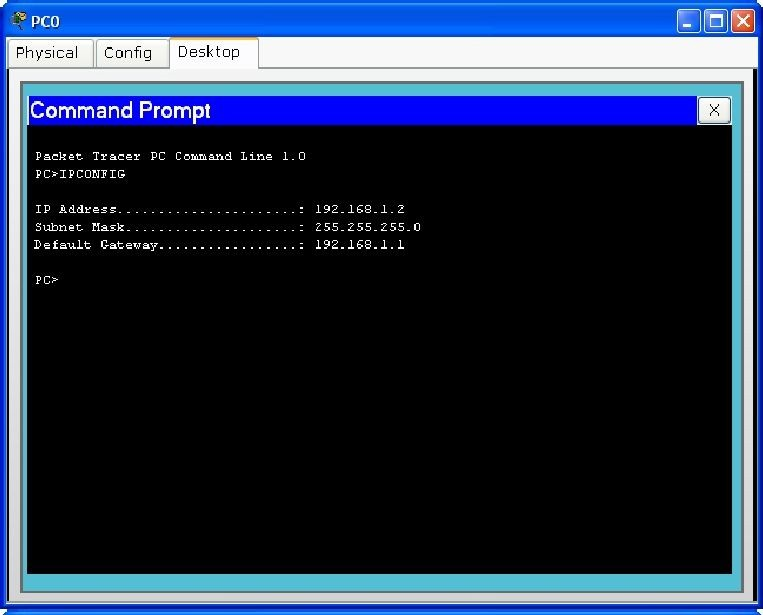 PC0
Physical Config Desktop
Command Prompt X
Packet Tracer PC Command Line 1.0
PC>IPCONFIG
IP Address......................: 192.168.1.2
Subnet Mask.....................: 255.255.255.0
Default Gateway.................: 192.168.1.1
PC>